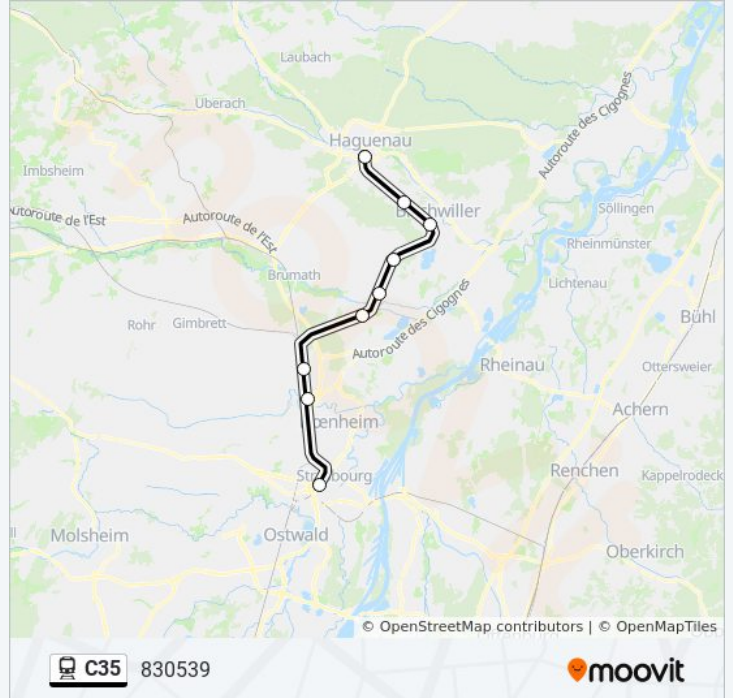 Laubach
Überach
Haguenau
Autoroute des Cigognes
Imbsheim
Autoroute de l'Est
Söllingen
Autoroute de l'Est
Rheinmünster
Brumath
Lichtenau
Rohr
Gimbrett
Bühl
Autoroute des Cigognes
Rheinau
Ottersweier
Achern
Renchen
Kappelrodeck
Molsheim
Ostwald
Oberkirch
© OpenStreetMap contributors | © OpenMapTiles
C35 830539 moovit